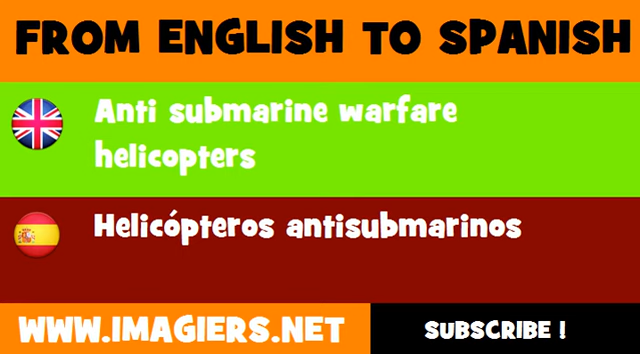 FROM ENGLISH TO SPANISH
Anti submarine warfare
helicopters
Helicópteros antisubmarinos
WWW.IMAGIERS.NET
SUBSCRIBE !